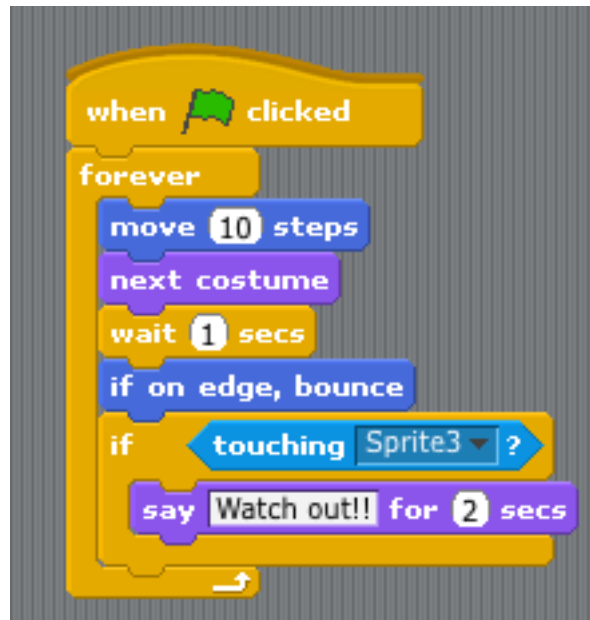 when clicked
forever
move 10 steps
next costume
wait 1 secs
if on edge, bounce
if touching Sprite3 ?
say Watch out!! for 2 secs